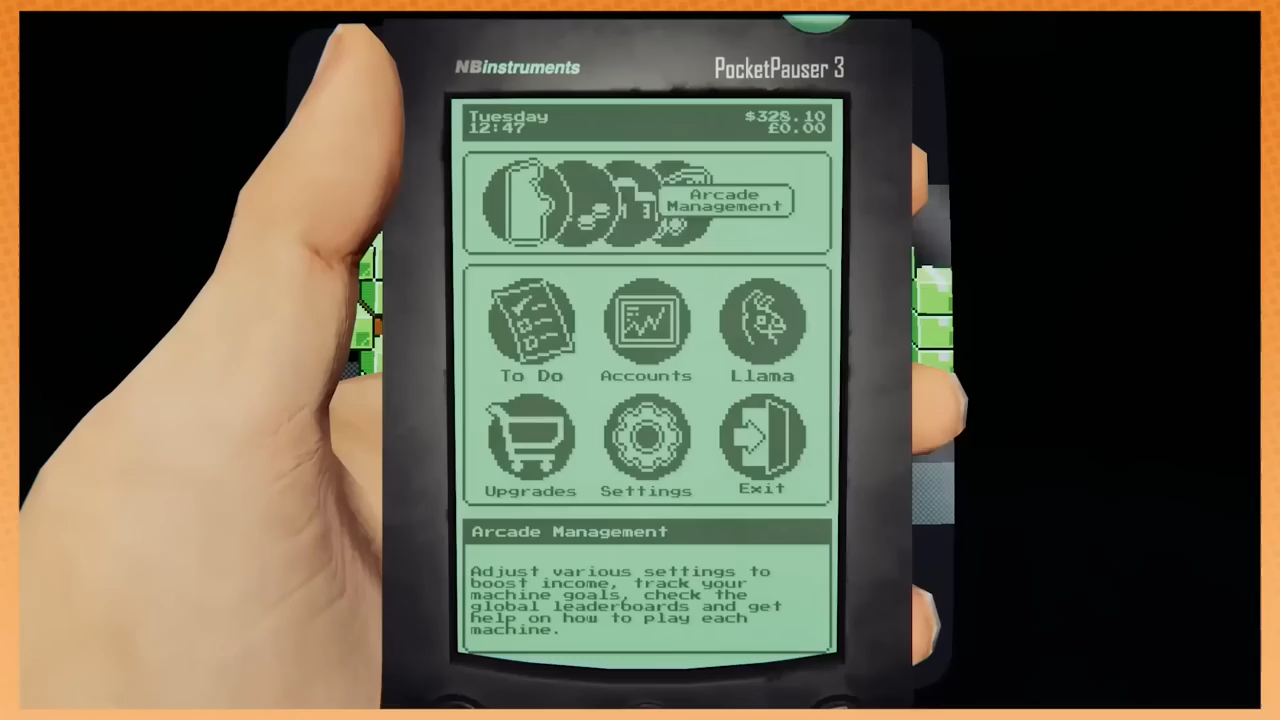 NBinstruments
PocketPauser 3
Tuesday
$328.10
12:47
£0.00
Arcade
Management
To Do
Accounts
Llama
Upgrades
Settings
Exit
Arcade Management
Adjust various settings to
boost income, track your
machine goals, check the
global leaderboards and get
help on how to play each
machine.